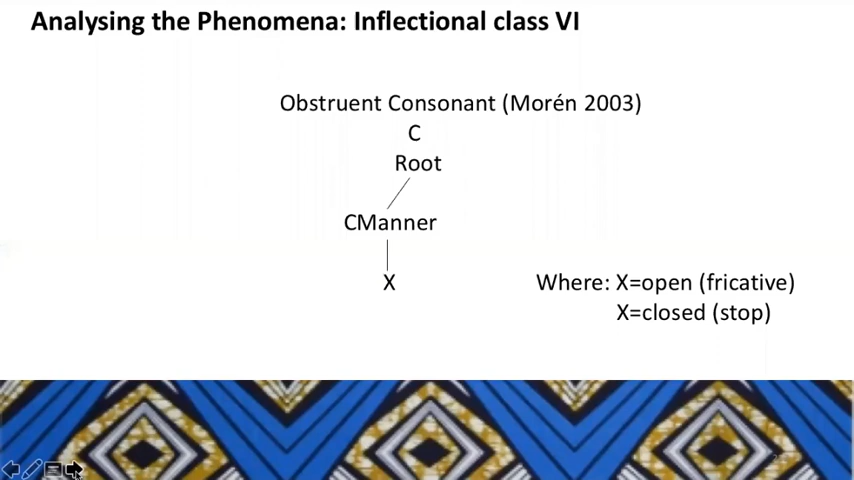 Analysing the Phenomena: Inflectional class VI
Obstruent Consonant (Morén 2003)
C
Root
CManner
X
Where: X=open (fricative)
X=closed (stop)